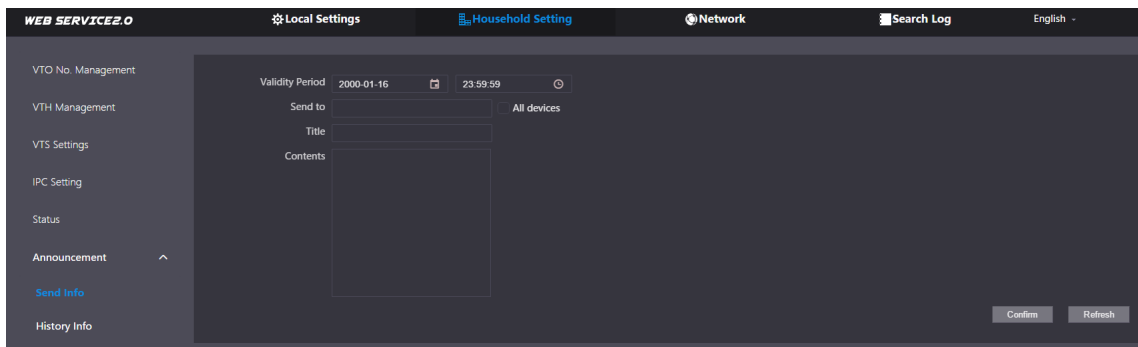 WEB SERVICE2.0 Local Settings Household Setting Network Search Log English
VTO No. Management
VTH Management
VTS Settings
IPC Setting
Status
Announcement
Send Info
History Info
Validity Period 2000-01-16 23:59:59
Send to All devices
Title
Contents
Confirm Refresh